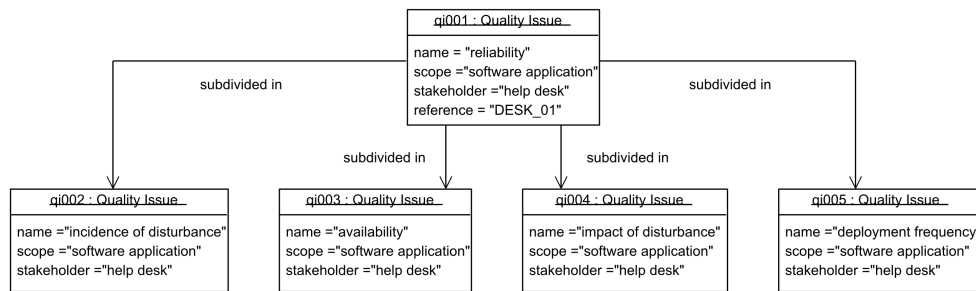 qi001 : Quality Issue
name = "reliability"
scope ="software application"
stakeholder ="help desk"
reference = "DESK_01"
subdivided in
subdivided in
subdivided in
subdivided in
qi002 : Quality Issue
name ="incidence of disturbance"
scope ="software application"
stakeholder ="help desk"
qi003 : Quality Issue
name ="availability"
scope ="software application"
stakeholder ="help desk"
qi004 : Quality Issue
name ="impact of disturbance"
scope ="software application"
stakeholder ="help desk"
qi005 : Quality Issue
name ="deployment frequency
scope ="software application"
stakeholder ="help desk"